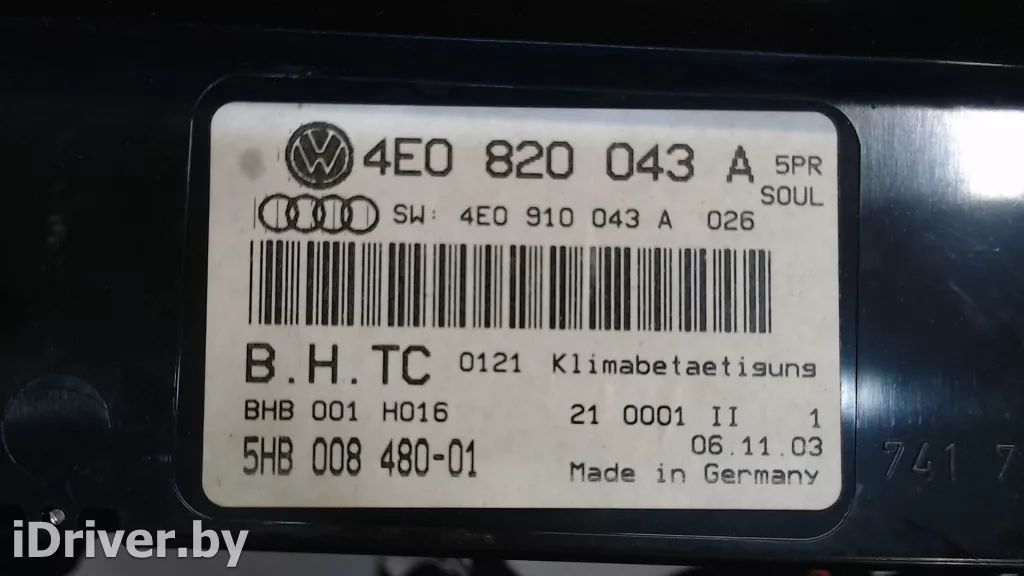 4E0 820 043 A 5PR
SOUL
SW: 4E0 910 043 A 026
B.H.TC 0121 Klimabetaetigung
BHB 001 H016 21 0001 II 1
06.11.03
5HB 008 480-01
Made in Germany
741 7
iDriver.by